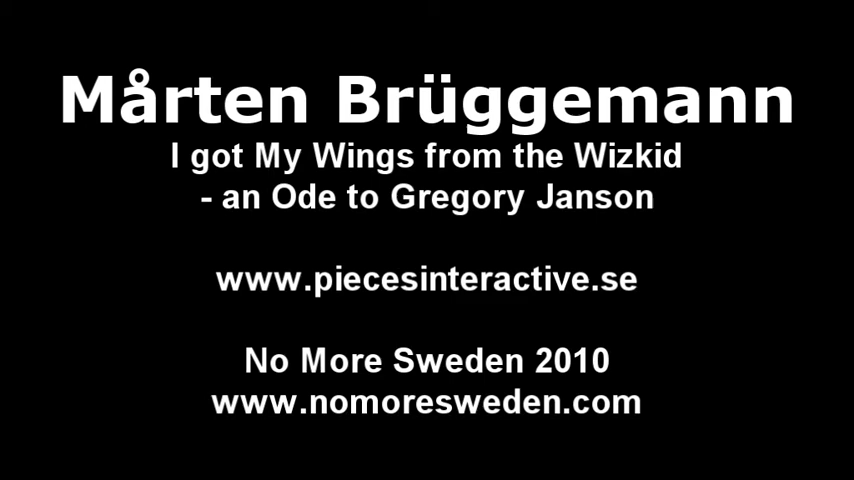 Mårten Brüggemann
I got My Wings from the Wizkid
- an Ode to Gregory Janson
www.piecesinteractive.se
No More Sweden 2010
www.nomoresweden.com